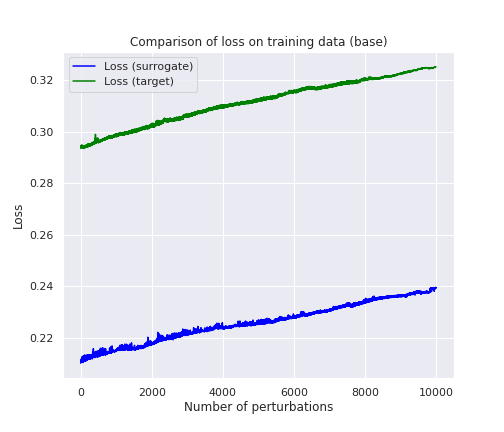 Comparison of loss on training data (base)
Loss (surrogate)
Loss (target)
0.32
0.30
0.28
0.26
0.24
0.22
Loss
0 2000 4000 6000 8000 10000
Number of perturbations